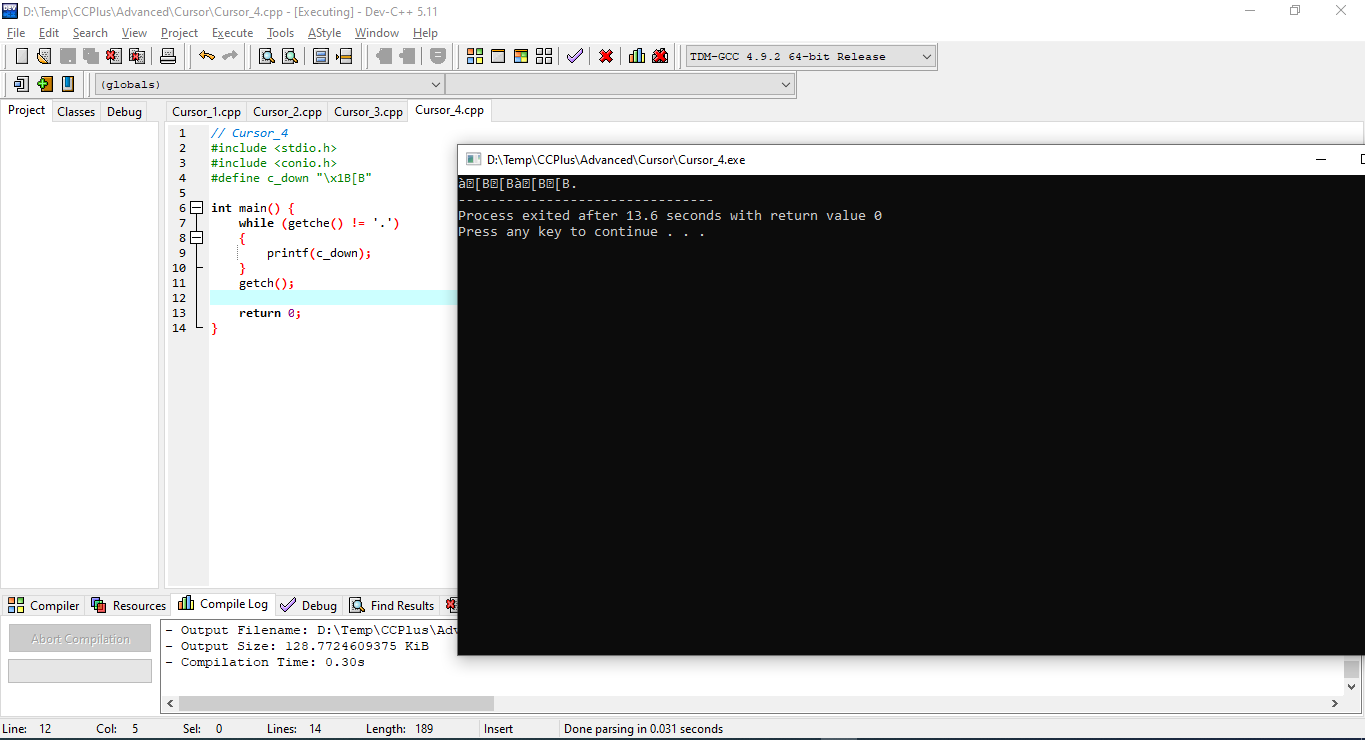 D:\Temp\CCPlus\Advanced\Cursor\Cursor_4.cpp - [Executing] - Dev-C++ 5.11
File Edit Search View Project Execute Tools AStyle Window Help
TDM-GCC 4.9.2 64-bit Release
(globals)
Project Classes Debug
Cursor_1.cpp Cursor_2.cpp Cursor_3.cpp Cursor_4.cpp
1 // Cursor_4
2 #include <stdio.h>
3 #include <conio.h>
4 #define c_down "\x1B[B"
5
6 int main() {
7 while (getche() != '.')
8 {
9 printf(c_down);
10 }
11 getch();
12
13 return 0;
14 }
D:\Temp\CCPlus\Advanced\Cursor\Cursor_4.exe
à⍰[B⍰[Bà⍰[B⍰[B.
--------------------------------
Process exited after 13.6 seconds with return value 0
Press any key to continue . . .
Compiler Resources Compile Log Debug Find Results
Abort Compilation
- Output Filename: D:\Temp\CCPlus\Adv
- Output Size: 128.7724609375 KiB
- Compilation Time: 0.30s
Line: 12 Col: 5 Sel: 0 Lines: 14 Length: 189 Insert Done parsing in 0.031 seconds